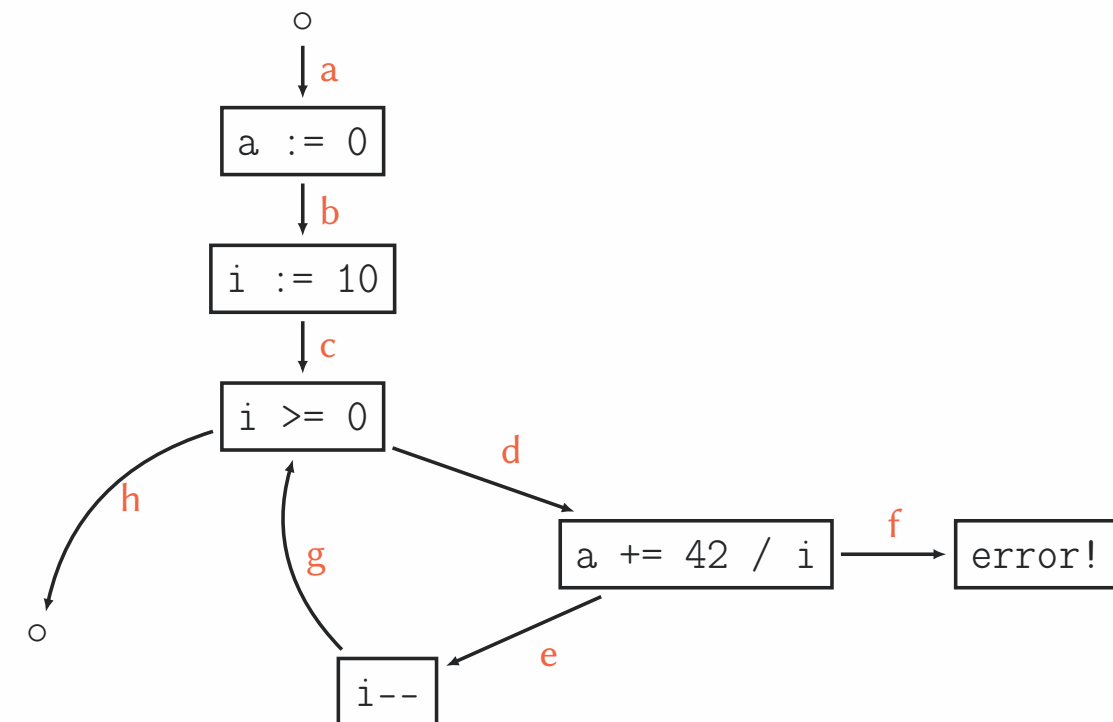 a
a := 0
b
i := 10
c
i >= 0
d
h
g
a += 42 / i
f
error!
e
i--